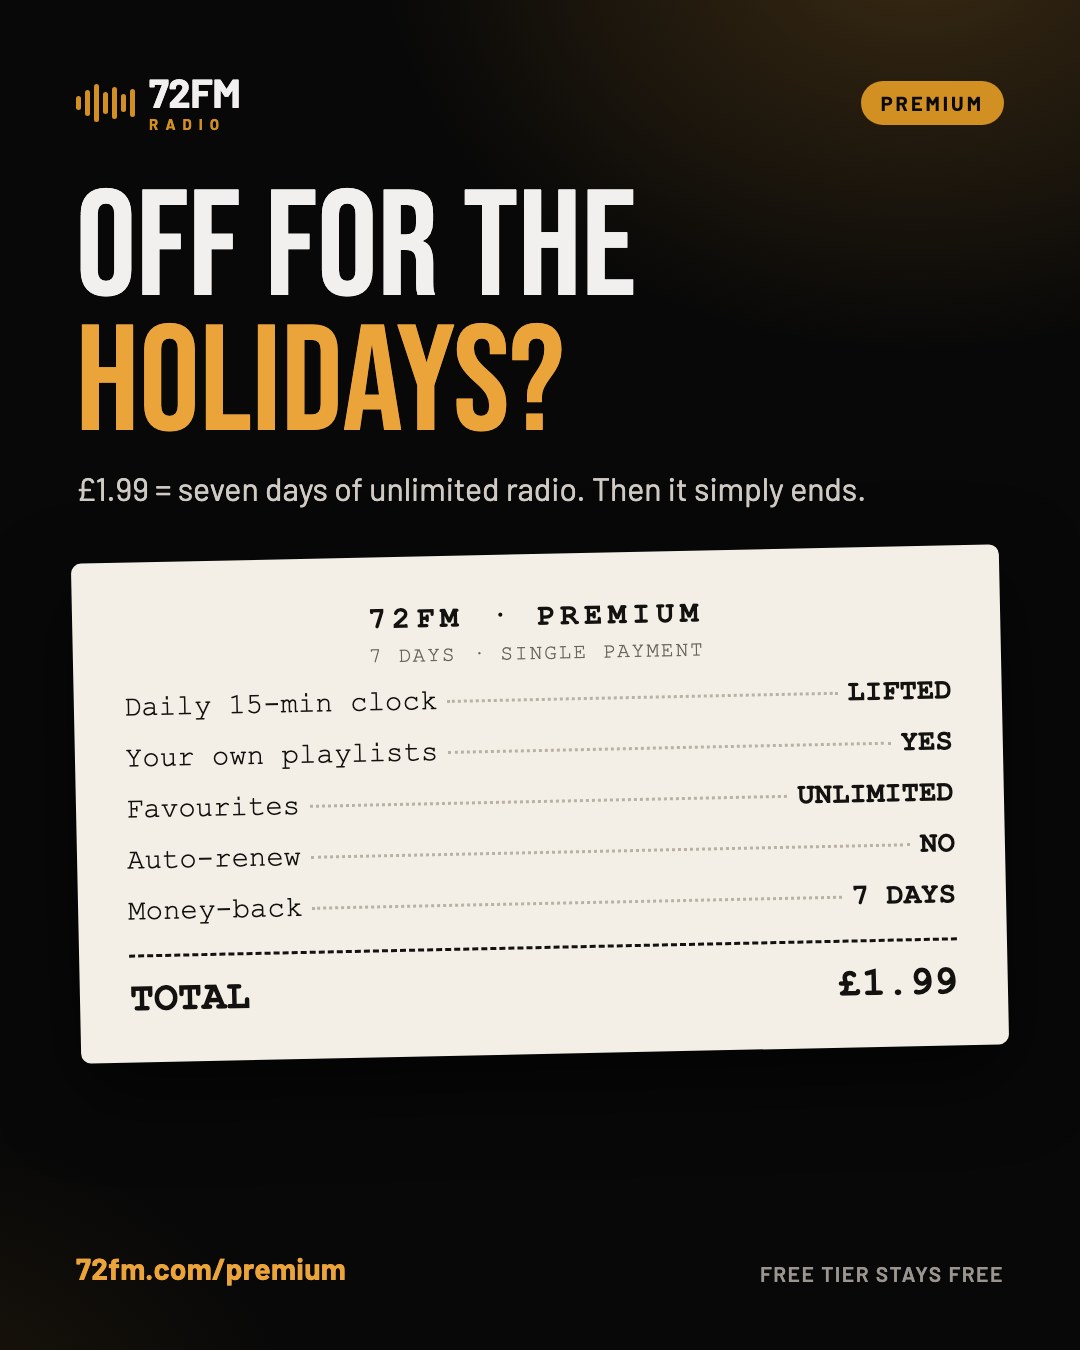 72FM
RADIO
PREMIUM
OFF FOR THE
HOLIDAYS?
£1.99 = seven days of unlimited radio. Then it simply ends.
72FM · PREMIUM
7 DAYS · SINGLE PAYMENT
Daily 15-min clock LIFTED
Your own playlists YES
Favourites UNLIMITED
Auto-renew NO
Money-back 7 DAYS
TOTAL £1.99
72fm.com/premium
FREE TIER STAYS FREE